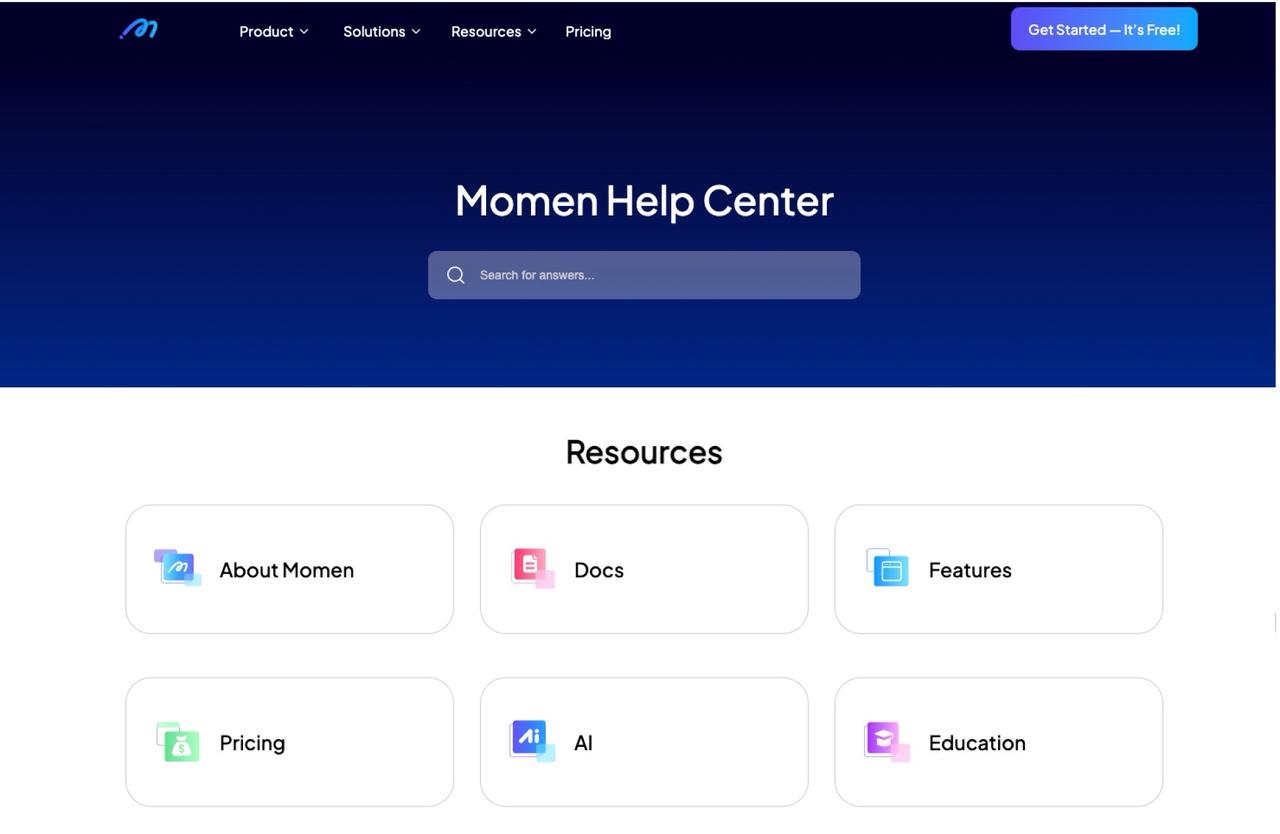 Product
Solutions
Resources
Pricing
Get Started — It's Free!
Momen Help Center
Search for answers...
Resources
About Momen
Docs
Features
Pricing
Ai
AI
Education